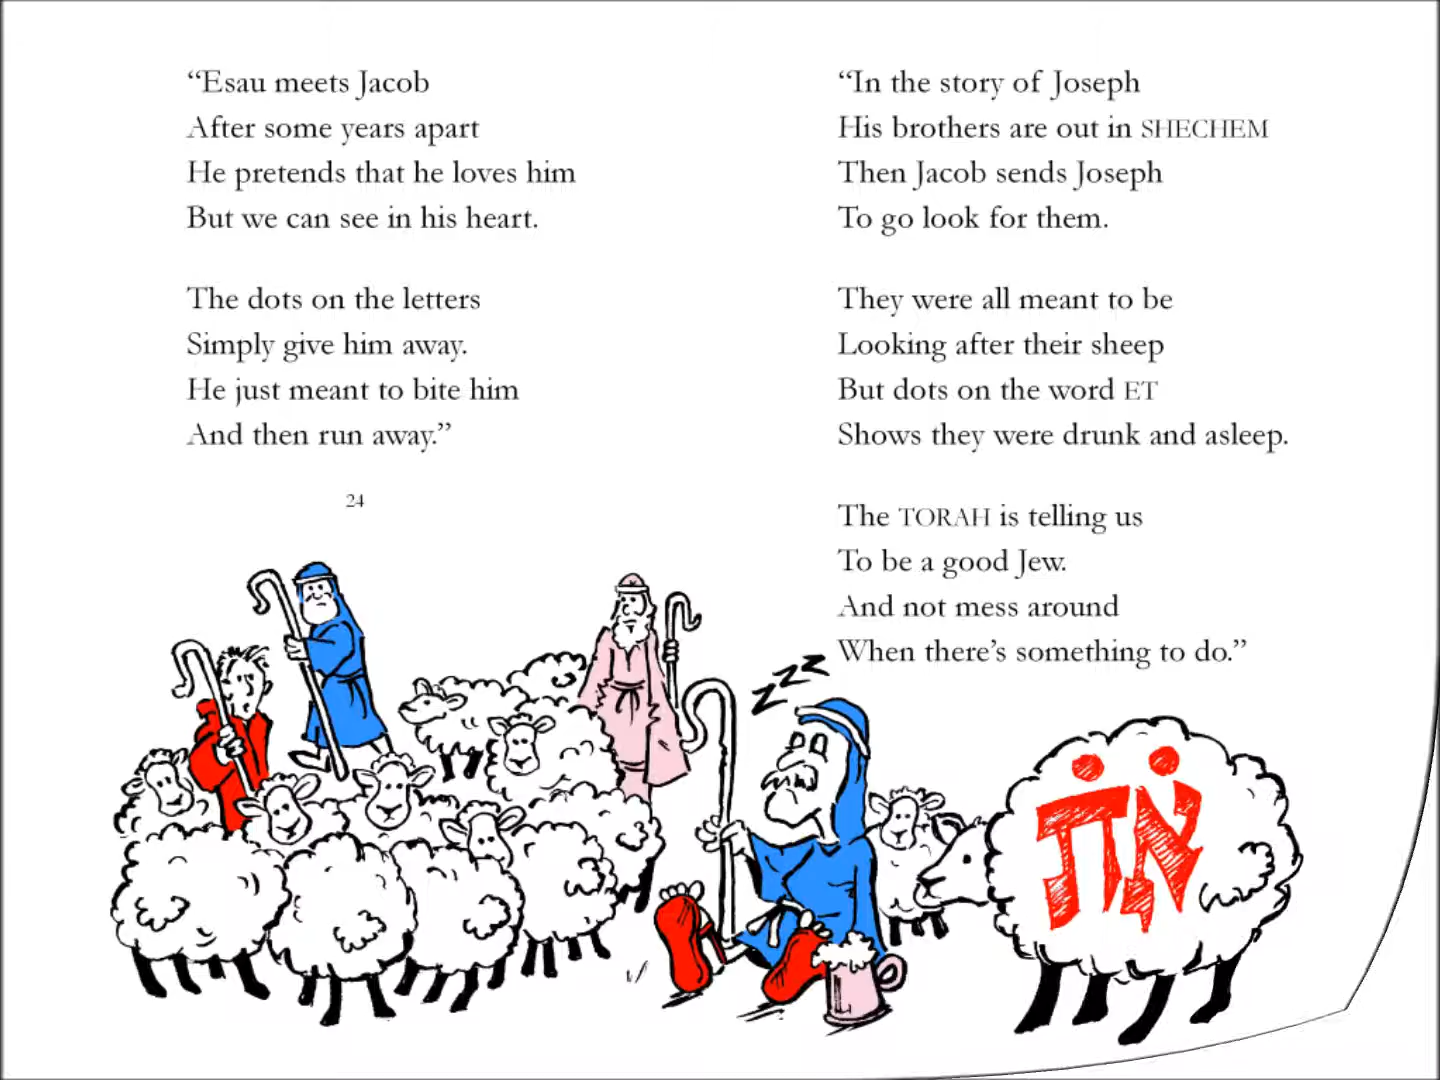 “Esau meets Jacob
After some years apart
He pretends that he loves him
But we can see in his heart.
The dots on the letters
Simply give him away.
He just meant to bite him
And then run away.”
24
“In the story of Joseph
His brothers are out in SHECHEM
Then Jacob sends Joseph
To go look for them.
They were all meant to be
Looking after their sheep
But dots on the word ET
Shows they were drunk and asleep.
The TORAH is telling us
To be a good Jew.
And not mess around
When there’s something to do.”
zzz
אׄתׄ